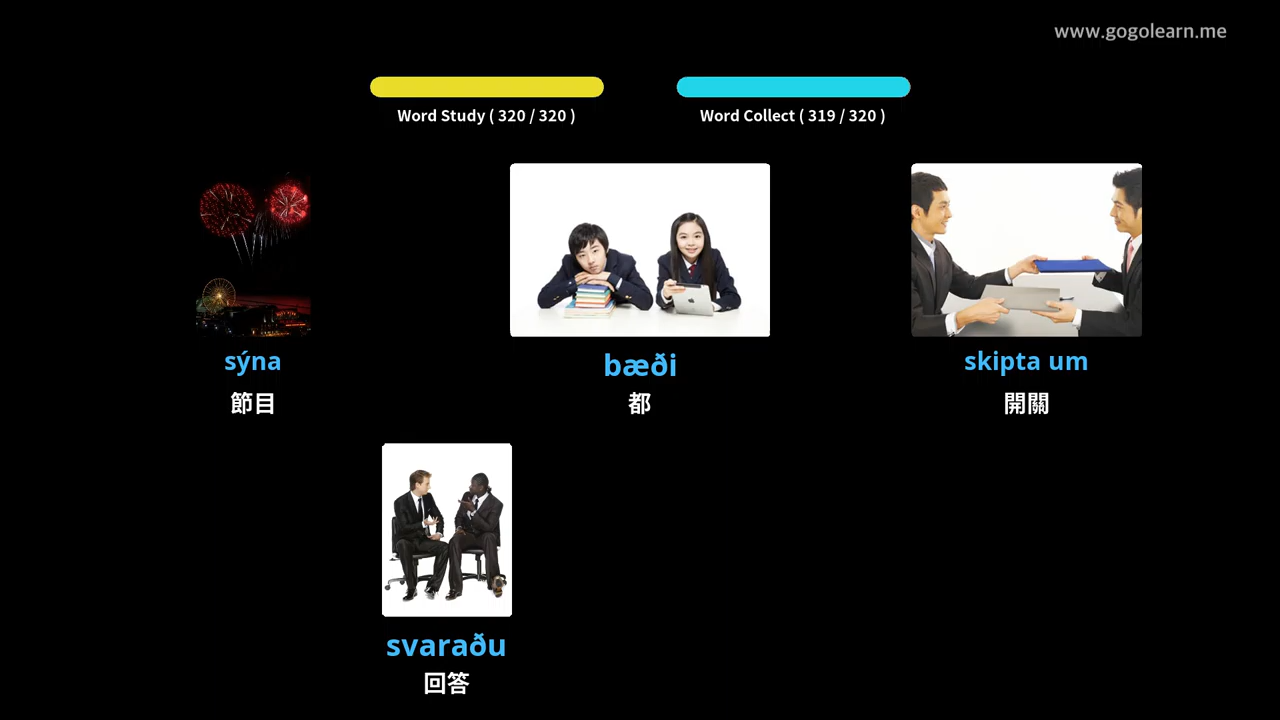 www.gogolearn.me
Word Study ( 320 / 320 )
Word Collect ( 319 / 320 )
sýna
節目
bæði
都
skipta um
開關
svaraðu
回答